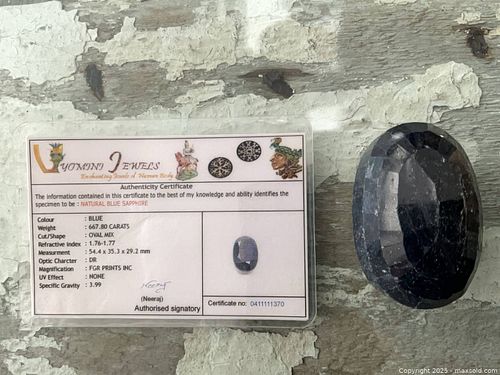 VYOMINI JEWELS
Enchanting Jewels of Human Body
Authenticity Certificate
The information contained in this certificate to the best of my knowledge and ability identifies the
specimen to be : NATURAL BLUE SAPPHIRE
Colour : BLUE
Weight : 667.80 CARATS
Cut/Shape : OVAL MIX
Refractive Index : 1.76-1.77
Measurment : 54.4 x 35.3 x 29.2 mm
Optic Charcter : DR
Magnification : FGR PRINTS INC
UV Effect : NONE
Specific Gravity : 3.99
Neeraj
(Neeraj)
Authorised signatory
Certificate no: 0411111370
Copyright 2025 - maxsold.com